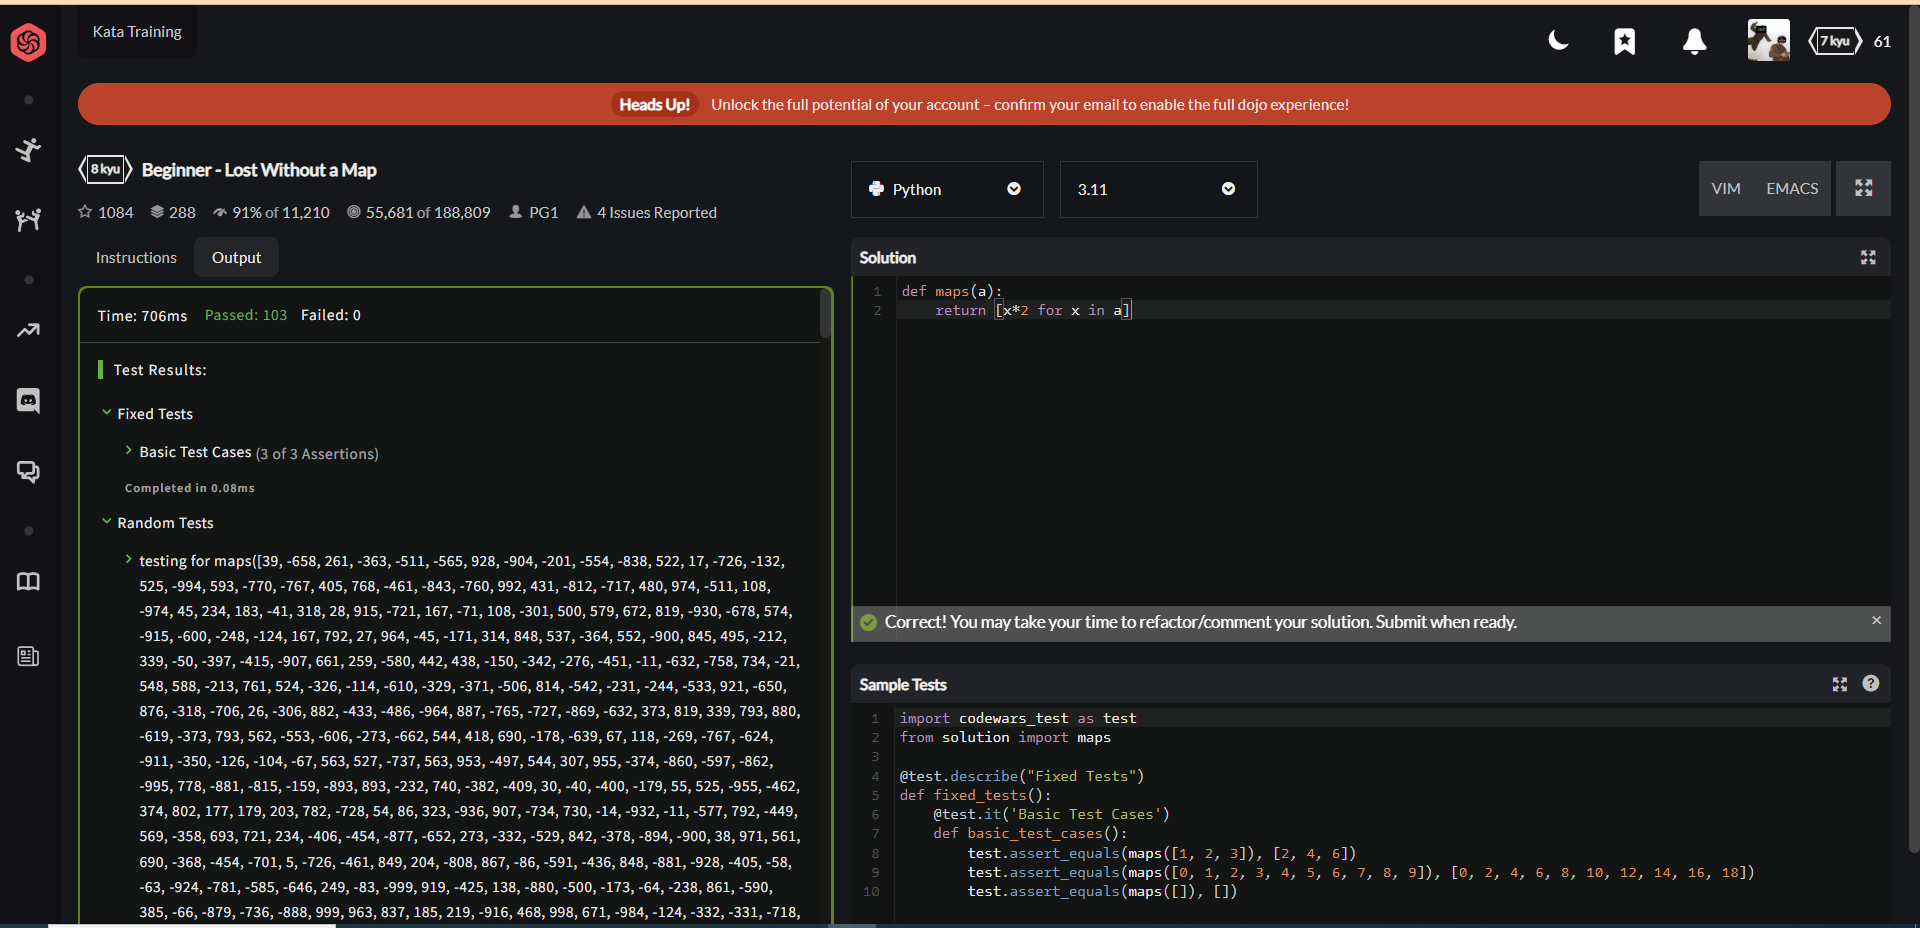 Kata Training
7 kyu 61
Heads Up! Unlock the full potential of your account – confirm your email to enable the full dojo experience!
8 kyu Beginner - Lost Without a Map
1084 288 91% of 11,210 55,681 of 188,809 PG1 4 Issues Reported
Instructions Output
Time: 706ms Passed: 103 Failed: 0
Test Results:
Fixed Tests
Basic Test Cases (3 of 3 Assertions)
Completed in 0.08ms
Random Tests
testing for maps([39, -658, 261, -363, -511, -565, 928, -904, -201, -554, -838, 522, 17, -726, -132,
525, -994, 593, -770, -767, 405, 768, -461, -843, -760, 992, 431, -812, -717, 480, 974, -511, 108,
-974, 45, 234, 183, -41, 318, 28, 915, -721, 167, -71, 108, -301, 500, 579, 672, 819, -930, -678, 574,
-915, -600, -248, -124, 167, 792, 27, 964, -45, -171, 314, 848, 537, -364, 552, -900, 845, 495, -212,
339, -50, -397, -415, -907, 661, 259, -580, 442, 438, -150, -342, -276, -451, -11, -632, -758, 734, -21,
548, 588, -213, 761, 524, -326, -114, -610, -329, -371, -506, 814, -542, -231, -244, -533, 921, -650,
876, -318, -706, 26, -306, 882, -433, -486, -964, 887, -765, -727, -869, -632, 373, 819, 339, 793, 880,
-619, -373, 793, 562, -553, -606, -273, -662, 544, 418, 690, -178, -639, 67, 118, -269, -767, -624,
-911, -350, -126, -104, -67, 563, 527, -737, 563, 953, -497, 544, 307, 955, -374, -860, -597, -862,
-995, 778, -881, -815, -159, -893, 893, -232, 740, -382, -409, 30, -40, -400, -179, 55, 525, -955, -462,
374, 802, 177, 179, 203, 782, -728, 54, 86, 323, -936, 907, -734, 730, -14, -932, -11, -577, 792, -449,
569, -358, 693, 721, 234, -406, -454, -877, -652, 273, -332, -529, 842, -378, -894, -900, 38, 971, 561,
690, -368, -454, -701, 5, -726, -461, 849, 204, -808, 867, -86, -591, -436, 848, -881, -928, -405, -58,
-63, -924, -781, -585, -646, 249, -83, -999, 919, -425, 138, -880, -500, -173, -64, -238, 861, -590,
385, -66, -879, -736, -888, 999, 963, 837, 185, 219, -916, 468, 998, 671, -984, -124, -332, -331, -718,
Python 3.11 VIM EMACS
Solution
1 def maps(a):
2     return [x*2 for x in a]
Correct! You may take your time to refactor/comment your solution. Submit when ready. ×
Sample Tests ?
1 import codewars_test as test
2 from solution import maps
3
4 @test.describe("Fixed Tests")
5 def fixed_tests():
6     @test.it('Basic Test Cases')
7     def basic_test_cases():
8         test.assert_equals(maps([1, 2, 3]), [2, 4, 6])
9         test.assert_equals(maps([0, 1, 2, 3, 4, 5, 6, 7, 8, 9]), [0, 2, 4, 6, 8, 10, 12, 14, 16, 18])
10         test.assert_equals(maps([]), [])